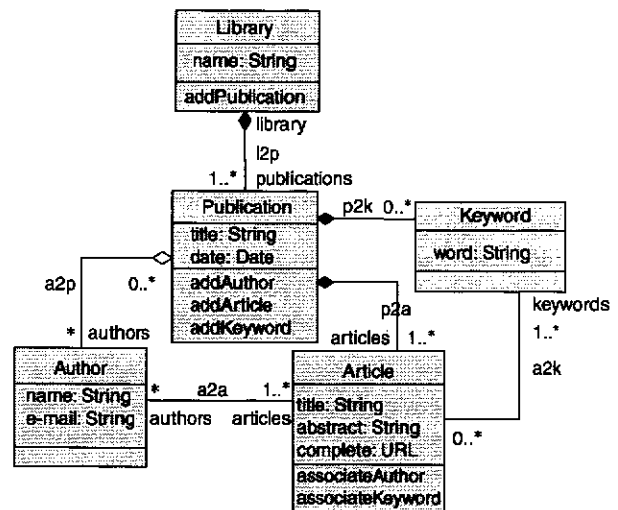 Library
name: String
addPublication
library
l2p
1..* publications
Publication
p2k 0..*
Keyword
title: String
date: Date
word: String
addAuthor
addArticle
addKeyword
a2p
0..*
p2a
keywords
* authors
articles 1..*
1..*
a2k
Author
Article
name: String
e-mail: String
* a2a 1..*
authors articles
title: String
abstract: String
complete: URL
0..*
associateAuthor
associateKeyword